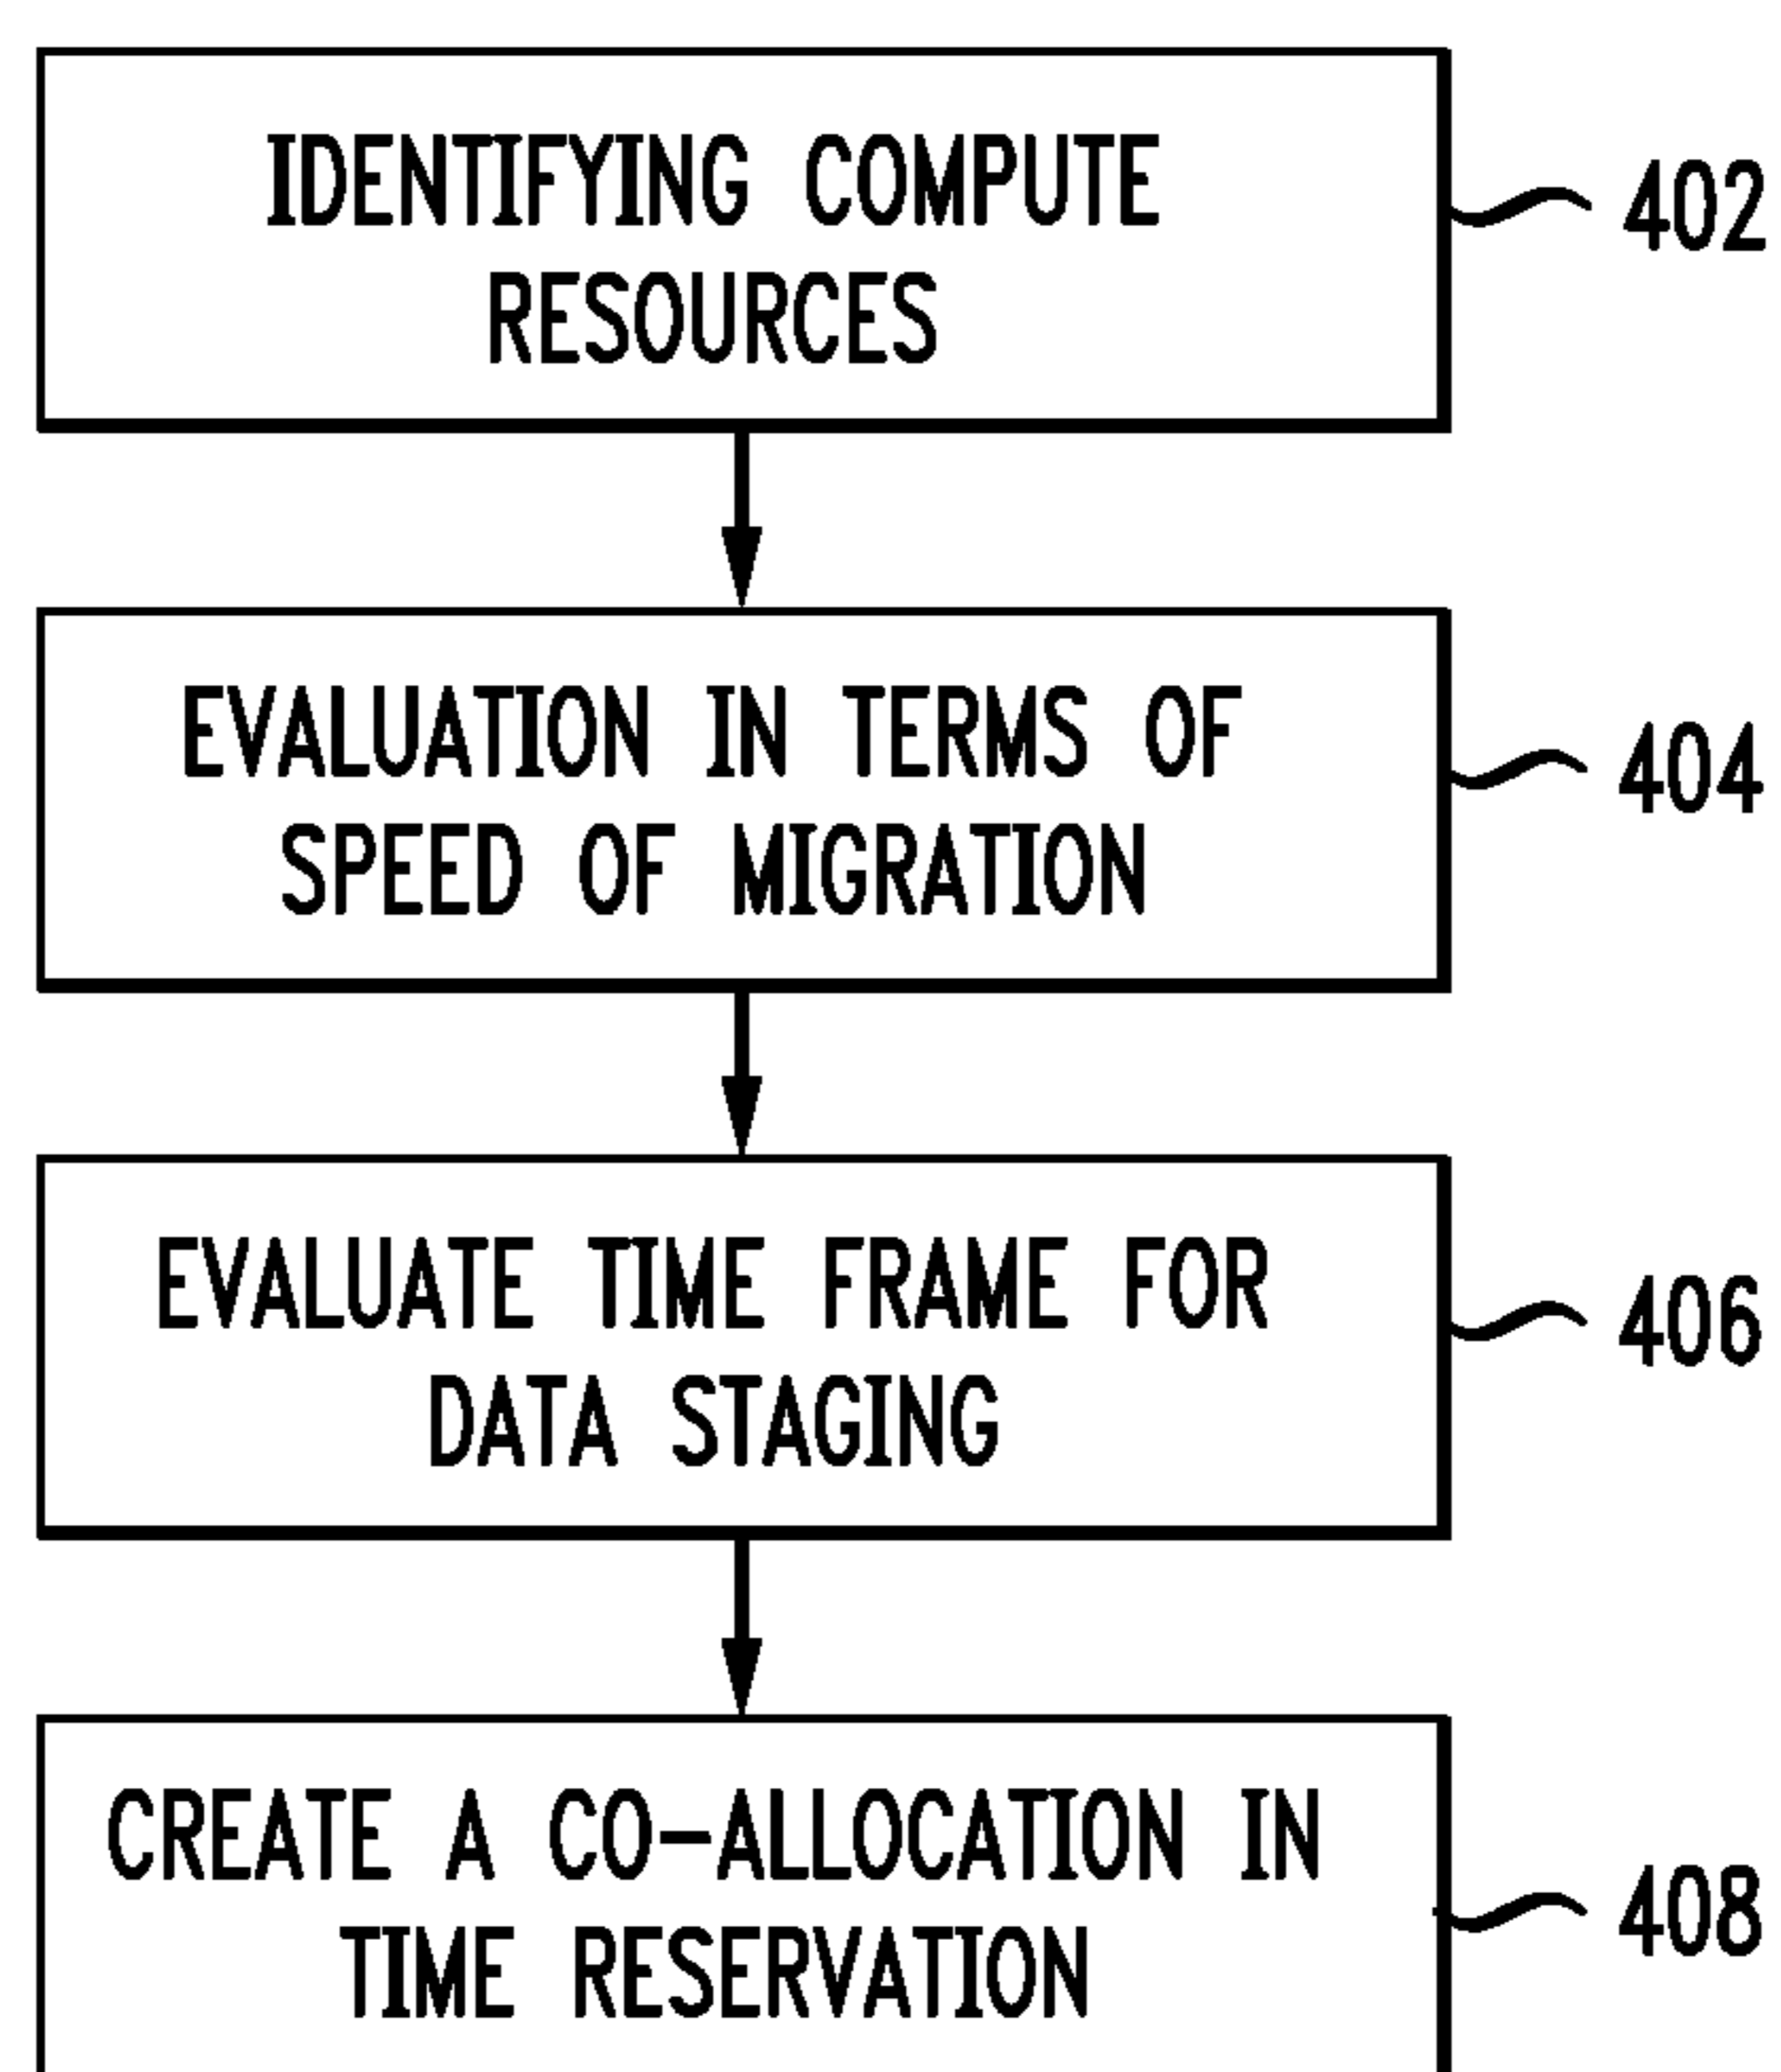 IDENTIFYING COMPUTE
RESOURCES
402
EVALUATION IN TERMS OF
SPEED OF MIGRATION
404
EVALUATE TIME FRAME FOR
DATA STAGING
406
CREATE A CO-ALLOCATION IN
TIME RESERVATION
408